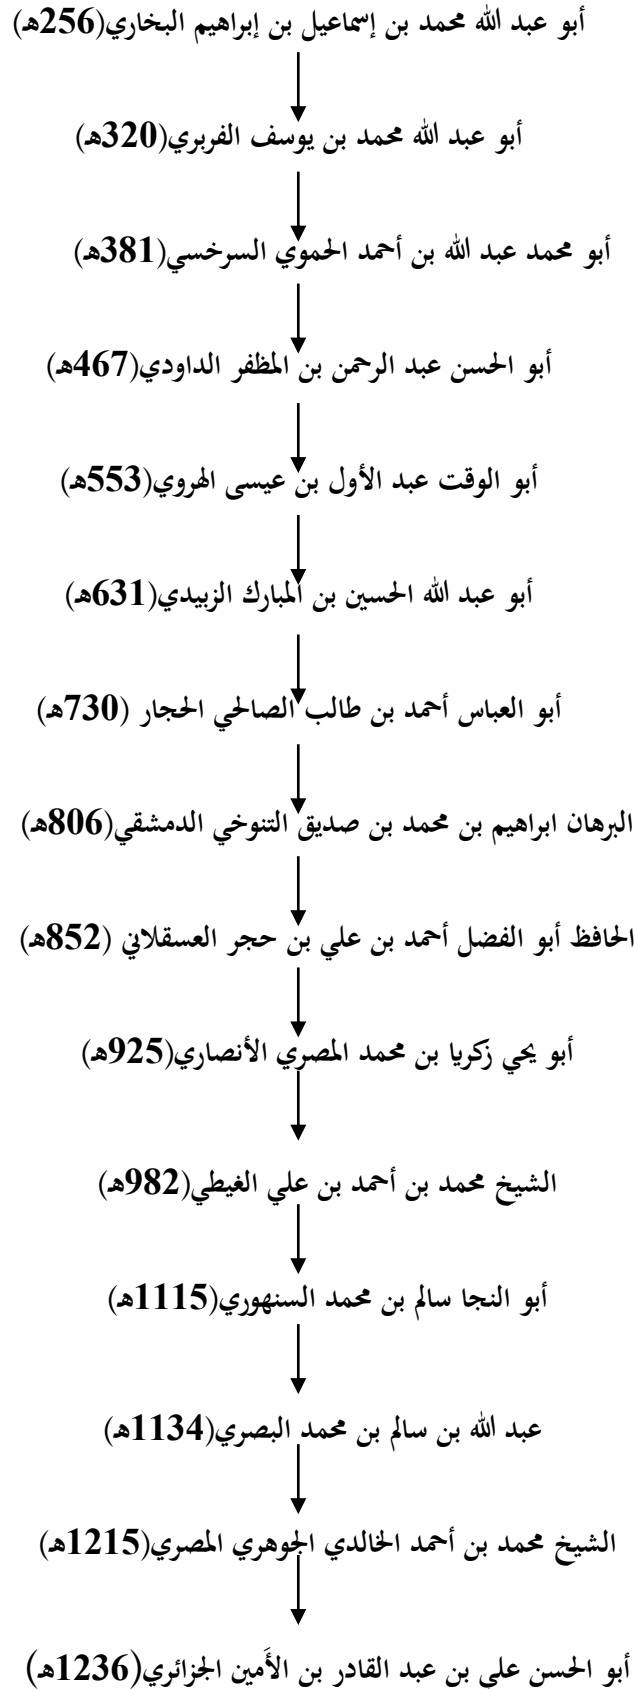 أبو عبد الله محمد بن إسماعيل بن إبراهيم البخاري(256هـ)
أبو عبد الله محمد بن يوسف الفربري(320هـ)
أبو محمد عبد الله بن أحمد الحموي السرخسي(381هـ)
أبو الحسن عبد الرحمن بن المظفر الداودي(467هـ)
أبو الوقت عبد الأول بن عيسى الهروي(553هـ)
أبو عبد الله الحسين بن المبارك الزبيدي(631هـ)
أبو العباس أحمد بن طالب الصالحي الحجار (730هـ)
البرهان ابراهيم بن محمد بن صديق التنوخي الدمشقي(806هـ)
الحافظ أبو الفضل أحمد بن علي بن حجر العسقلاني (852هـ)
أبو يحي زكريا بن محمد المصري الأنصاري(925هـ)
الشيخ محمد بن أحمد بن علي الغيطي(982هـ)
أبو النجا سالم بن محمد السنهوري(1115هـ)
عبد الله بن سالم بن محمد البصري(1134هـ)
الشيخ محمد بن أحمد الخالدي الجوهري المصري(1215هـ)
أبو الحسن علي بن عبد القادر بن الأَمين الجزائري(1236هـ)